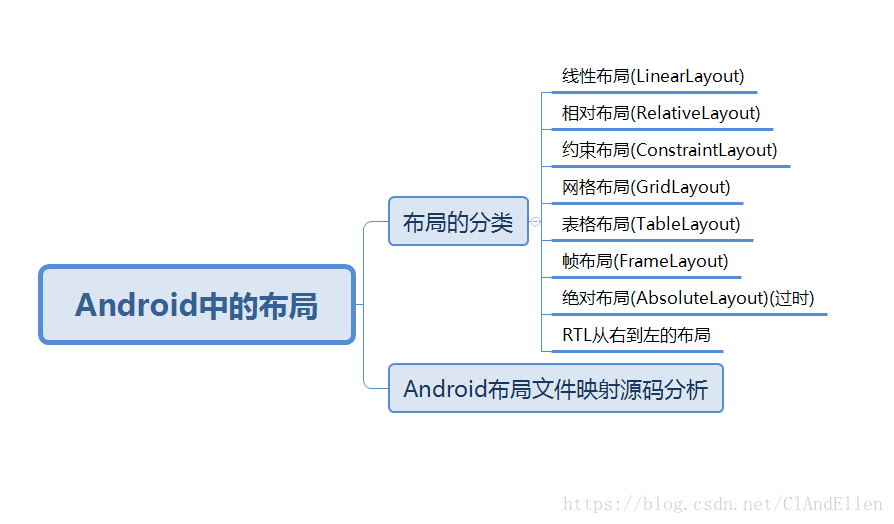 Android中的布局
布局的分类
线性布局(LinearLayout)
相对布局(RelativeLayout)
约束布局(ConstraintLayout)
网格布局(GridLayout)
表格布局(TableLayout)
帧布局(FrameLayout)
绝对布局(AbsoluteLayout)(过时)
RTL从右到左的布局
Android布局文件映射源码分析
https://blog.csdn.net/ClAndEllen